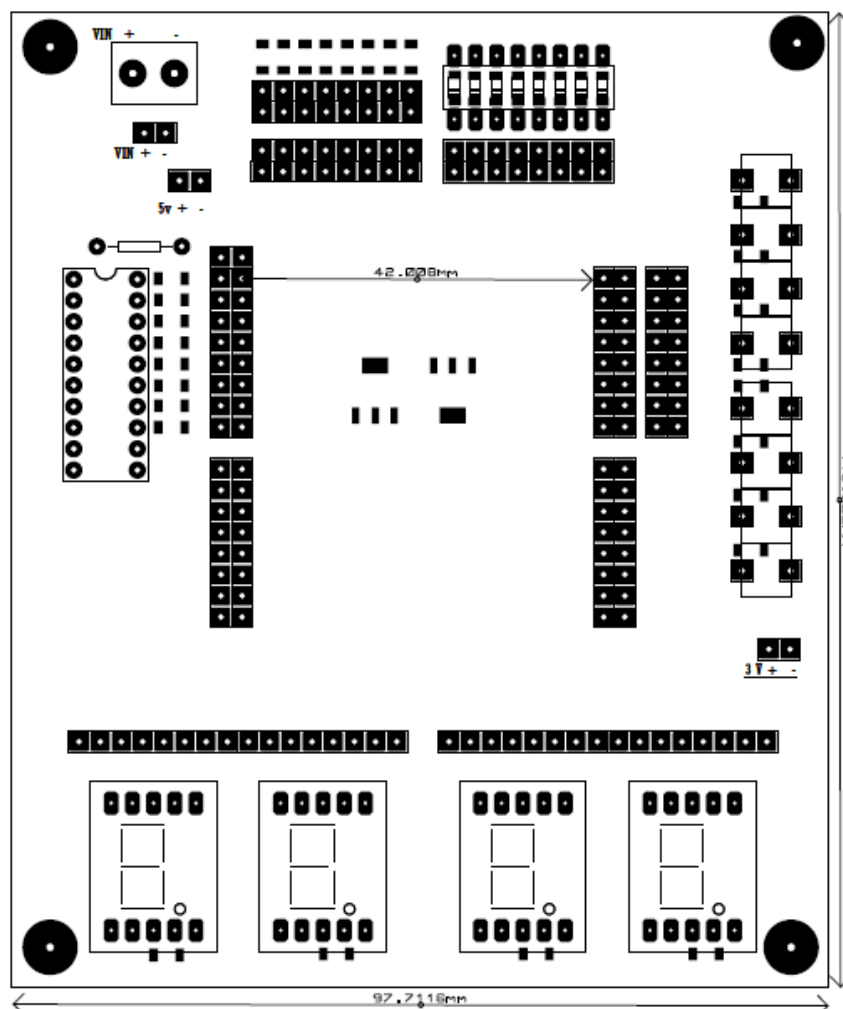 VIN + -
VIN + -
5v + -
42.008mm
3 V + -
97.7116mm